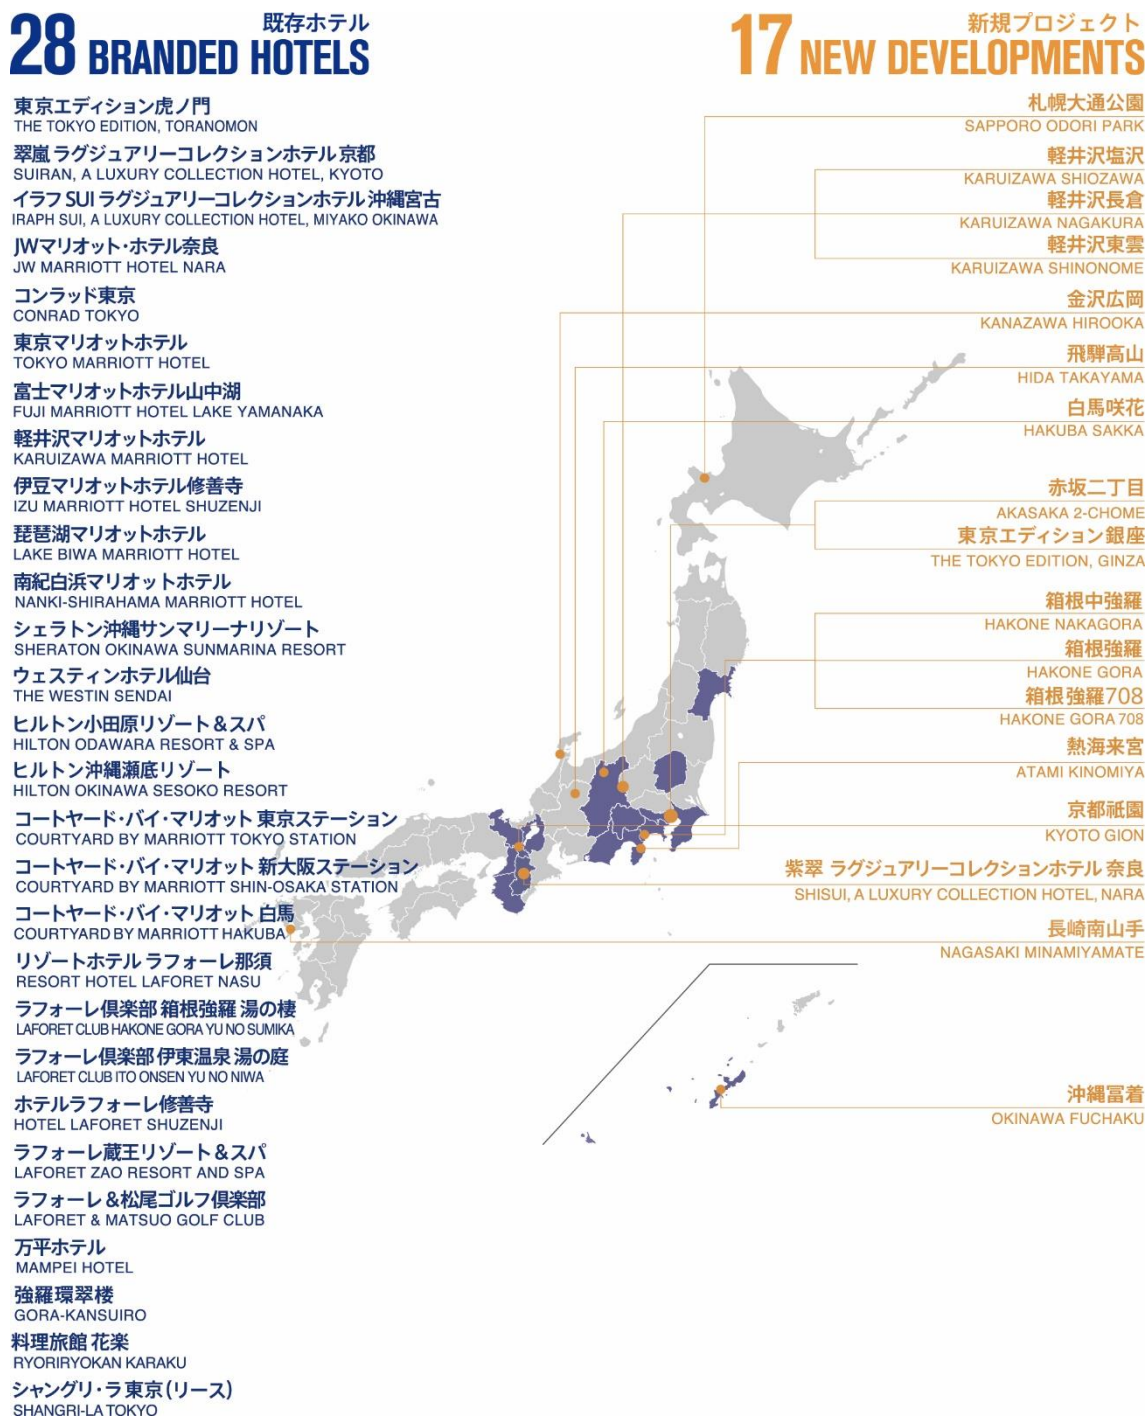 28
既存ホテル
BRANDED HOTELS
東京エディション虎ノ門
THE TOKYO EDITION, TORANOMON
翠嵐 ラグジュアリーコレクションホテル 京都
SUIRAN, A LUXURY COLLECTION HOTEL, KYOTO
イラフ SUI ラグジュアリーコレクションホテル 沖縄宮古
IRAPH SUI, A LUXURY COLLECTION HOTEL, MIYAKO OKINAWA
JWマリオット・ホテル奈良
JW MARRIOTT HOTEL NARA
コンラッド東京
CONRAD TOKYO
東京マリオットホテル
TOKYO MARRIOTT HOTEL
富士マリオットホテル山中湖
FUJI MARRIOTT HOTEL LAKE YAMANAKA
軽井沢マリオットホテル
KARUIZAWA MARRIOTT HOTEL
伊豆マリオットホテル修善寺
IZU MARRIOTT HOTEL SHUZENJI
琵琶湖マリオットホテル
LAKE BIWA MARRIOTT HOTEL
南紀白浜マリオットホテル
NANKI-SHIRAHAMA MARRIOTT HOTEL
シェラトン沖縄サンマリーナリゾート
SHERATON OKINAWA SUNMARINA RESORT
ウェスティンホテル仙台
THE WESTIN SENDAI
ヒルトン小田原リゾート＆スパ
HILTON ODAWARA RESORT & SPA
ヒルトン沖縄瀬底リゾート
HILTON OKINAWA SESOKO RESORT
コートヤード・バイ・マリオット 東京ステーション
COURTYARD BY MARRIOTT TOKYO STATION
コートヤード・バイ・マリオット 新大阪ステーション
COURTYARD BY MARRIOTT SHIN-OSAKA STATION
コートヤード・バイ・マリオット 白馬
COURTYARD BY MARRIOTT HAKUBA
リゾートホテル ラフォーレ那須
RESORT HOTEL LAFORET NASU
ラフォーレ倶楽部 箱根強羅 湯の棲
LAFORET CLUB HAKONE GORA YU NO SUMIKA
ラフォーレ倶楽部 伊東温泉 湯の庭
LAFORET CLUB ITO ONSEN YU NO NIWA
ホテルラフォーレ修善寺
HOTEL LAFORET SHUZENJI
ラフォーレ蔵王リゾート＆スパ
LAFORET ZAO RESORT AND SPA
ラフォーレ＆松尾ゴルフ倶楽部
LAFORET & MATSUO GOLF CLUB
万平ホテル
MAMPEI HOTEL
強羅環翠楼
GORA-KANSUIRO
料理旅館 花楽
RYORIRYOKAN KARAKU
シャングリ・ラ 東京（リース）
SHANGRI-LA TOKYO
17
新規プロジェクト
NEW DEVELOPMENTS
札幌大通公園
SAPPORO ODORI PARK
軽井沢塩沢
KARUIZAWA SHIOZAWA
軽井沢長倉
KARUIZAWA NAGAKURA
軽井沢東雲
KARUIZAWA SHINONOME
金沢広岡
KANAZAWA HIROOKA
飛騨高山
HIDA TAKAYAMA
白馬咲花
HAKUBA SAKKA
赤坂二丁目
AKASAKA 2-CHOME
東京エディション銀座
THE TOKYO EDITION, GINZA
箱根中強羅
HAKONE NAKAGORA
箱根強羅
HAKONE GORA
箱根強羅708
HAKONE GORA 708
熱海来宮
ATAMI KINOMIYA
京都祇園
KYOTO GION
紫翠 ラグジュアリーコレクションホテル 奈良
SHISUI, A LUXURY COLLECTION HOTEL, NARA
長崎南山手
NAGASAKI MINAMIYAMATE
沖縄冨着
OKINAWA FUCHAKU